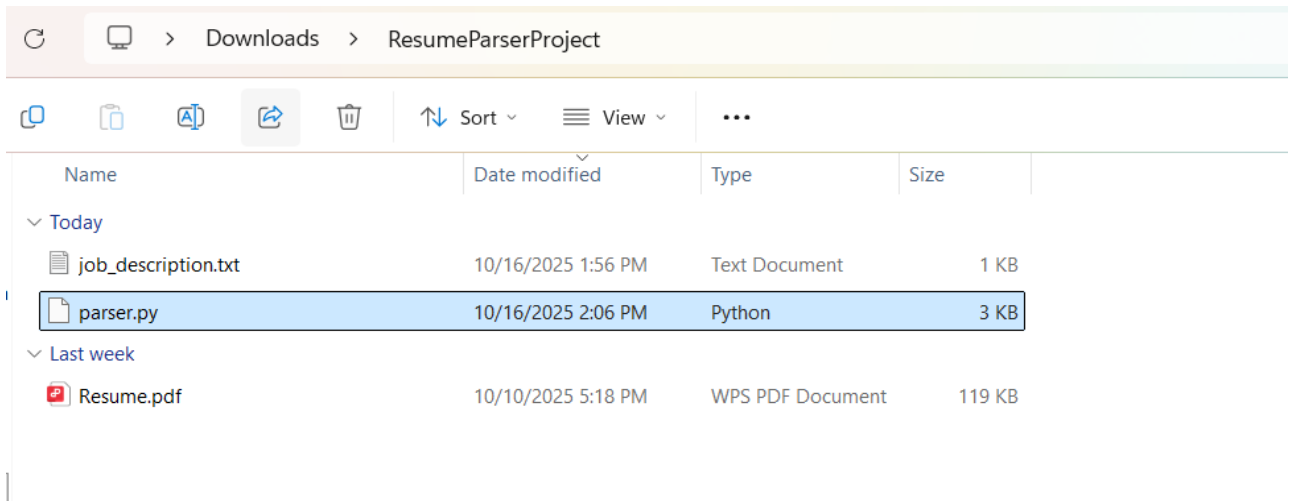 Downloads > ResumeParserProject
Sort View
Name Date modified Type Size
Today
job_description.txt 10/16/2025 1:56 PM Text Document 1 KB
parser.py 10/16/2025 2:06 PM Python 3 KB
Last week
Resume.pdf 10/10/2025 5:18 PM WPS PDF Document 119 KB